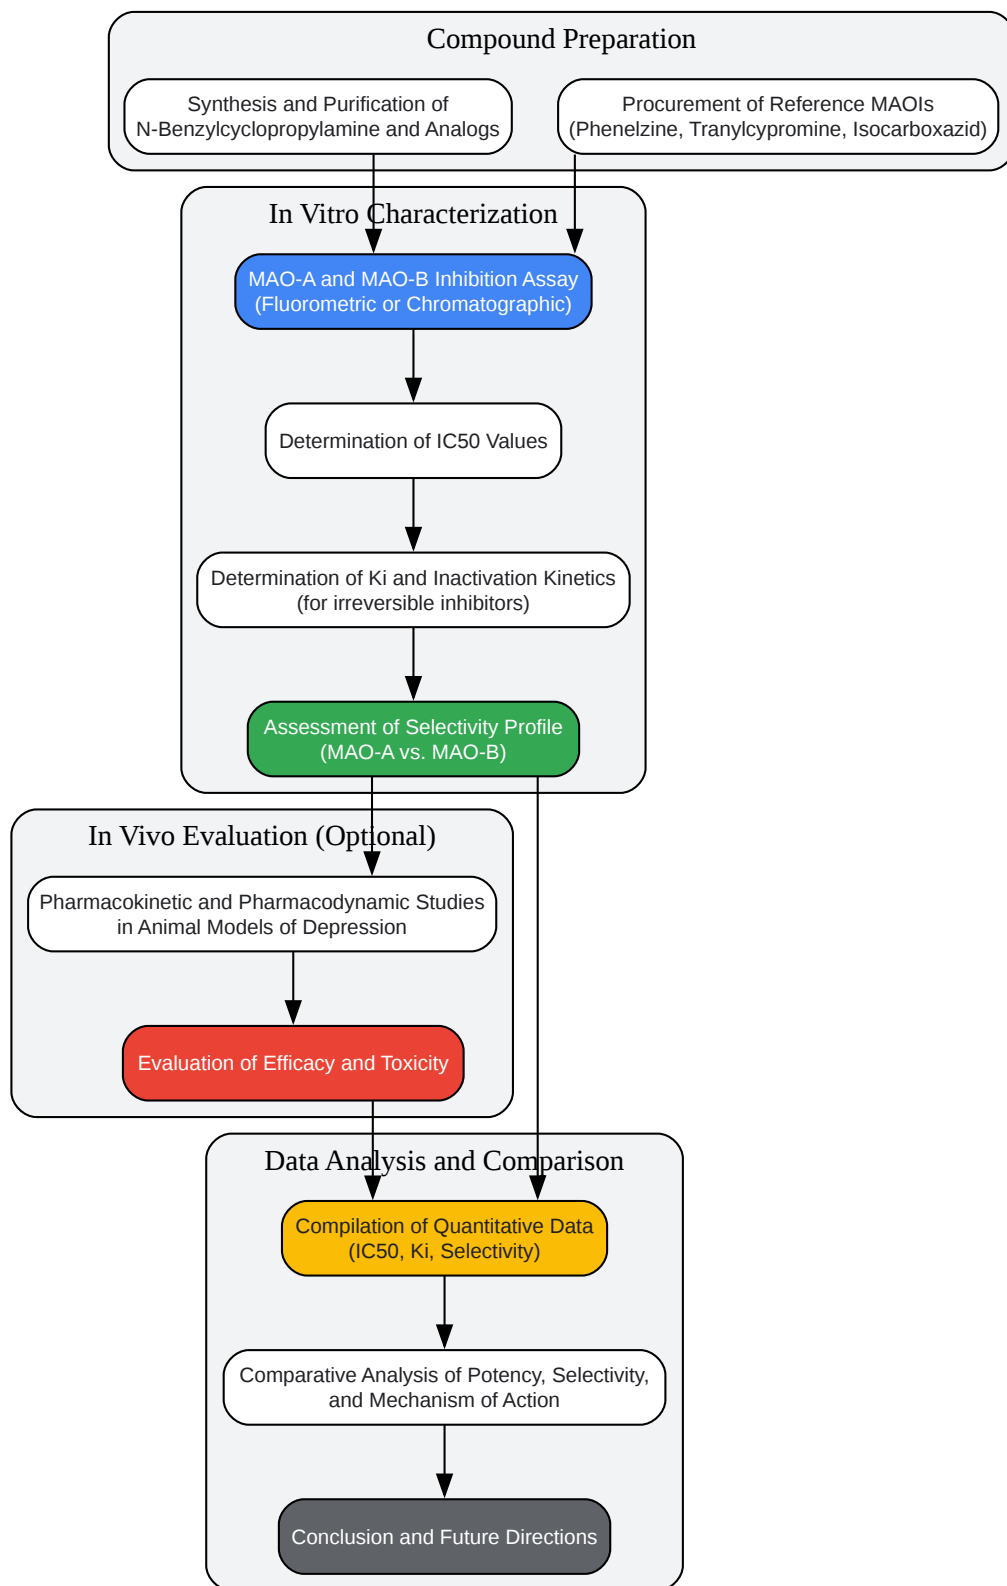 Compound Preparation
Synthesis and Purification of
N-Benzylcyclopropylamine and Analogs
Procurement of Reference MAOIs
(Phenelzine, Tranylcypromine, Isocarboxazid)
In Vitro Characterization
MAO-A and MAO-B Inhibition Assay
(Fluorometric or Chromatographic)
Determination of IC50 Values
Determination of Ki and Inactivation Kinetics
(for irreversible inhibitors)
Assessment of Selectivity Profile
(MAO-A vs. MAO-B)
In Vivo Evaluation (Optional)
Pharmacokinetic and Pharmacodynamic Studies
in Animal Models of Depression
Evaluation of Efficacy and Toxicity
Data Analysis and Comparison
Compilation of Quantitative Data
(IC50, Ki, Selectivity)
Comparative Analysis of Potency, Selectivity,
and Mechanism of Action
Conclusion and Future Directions